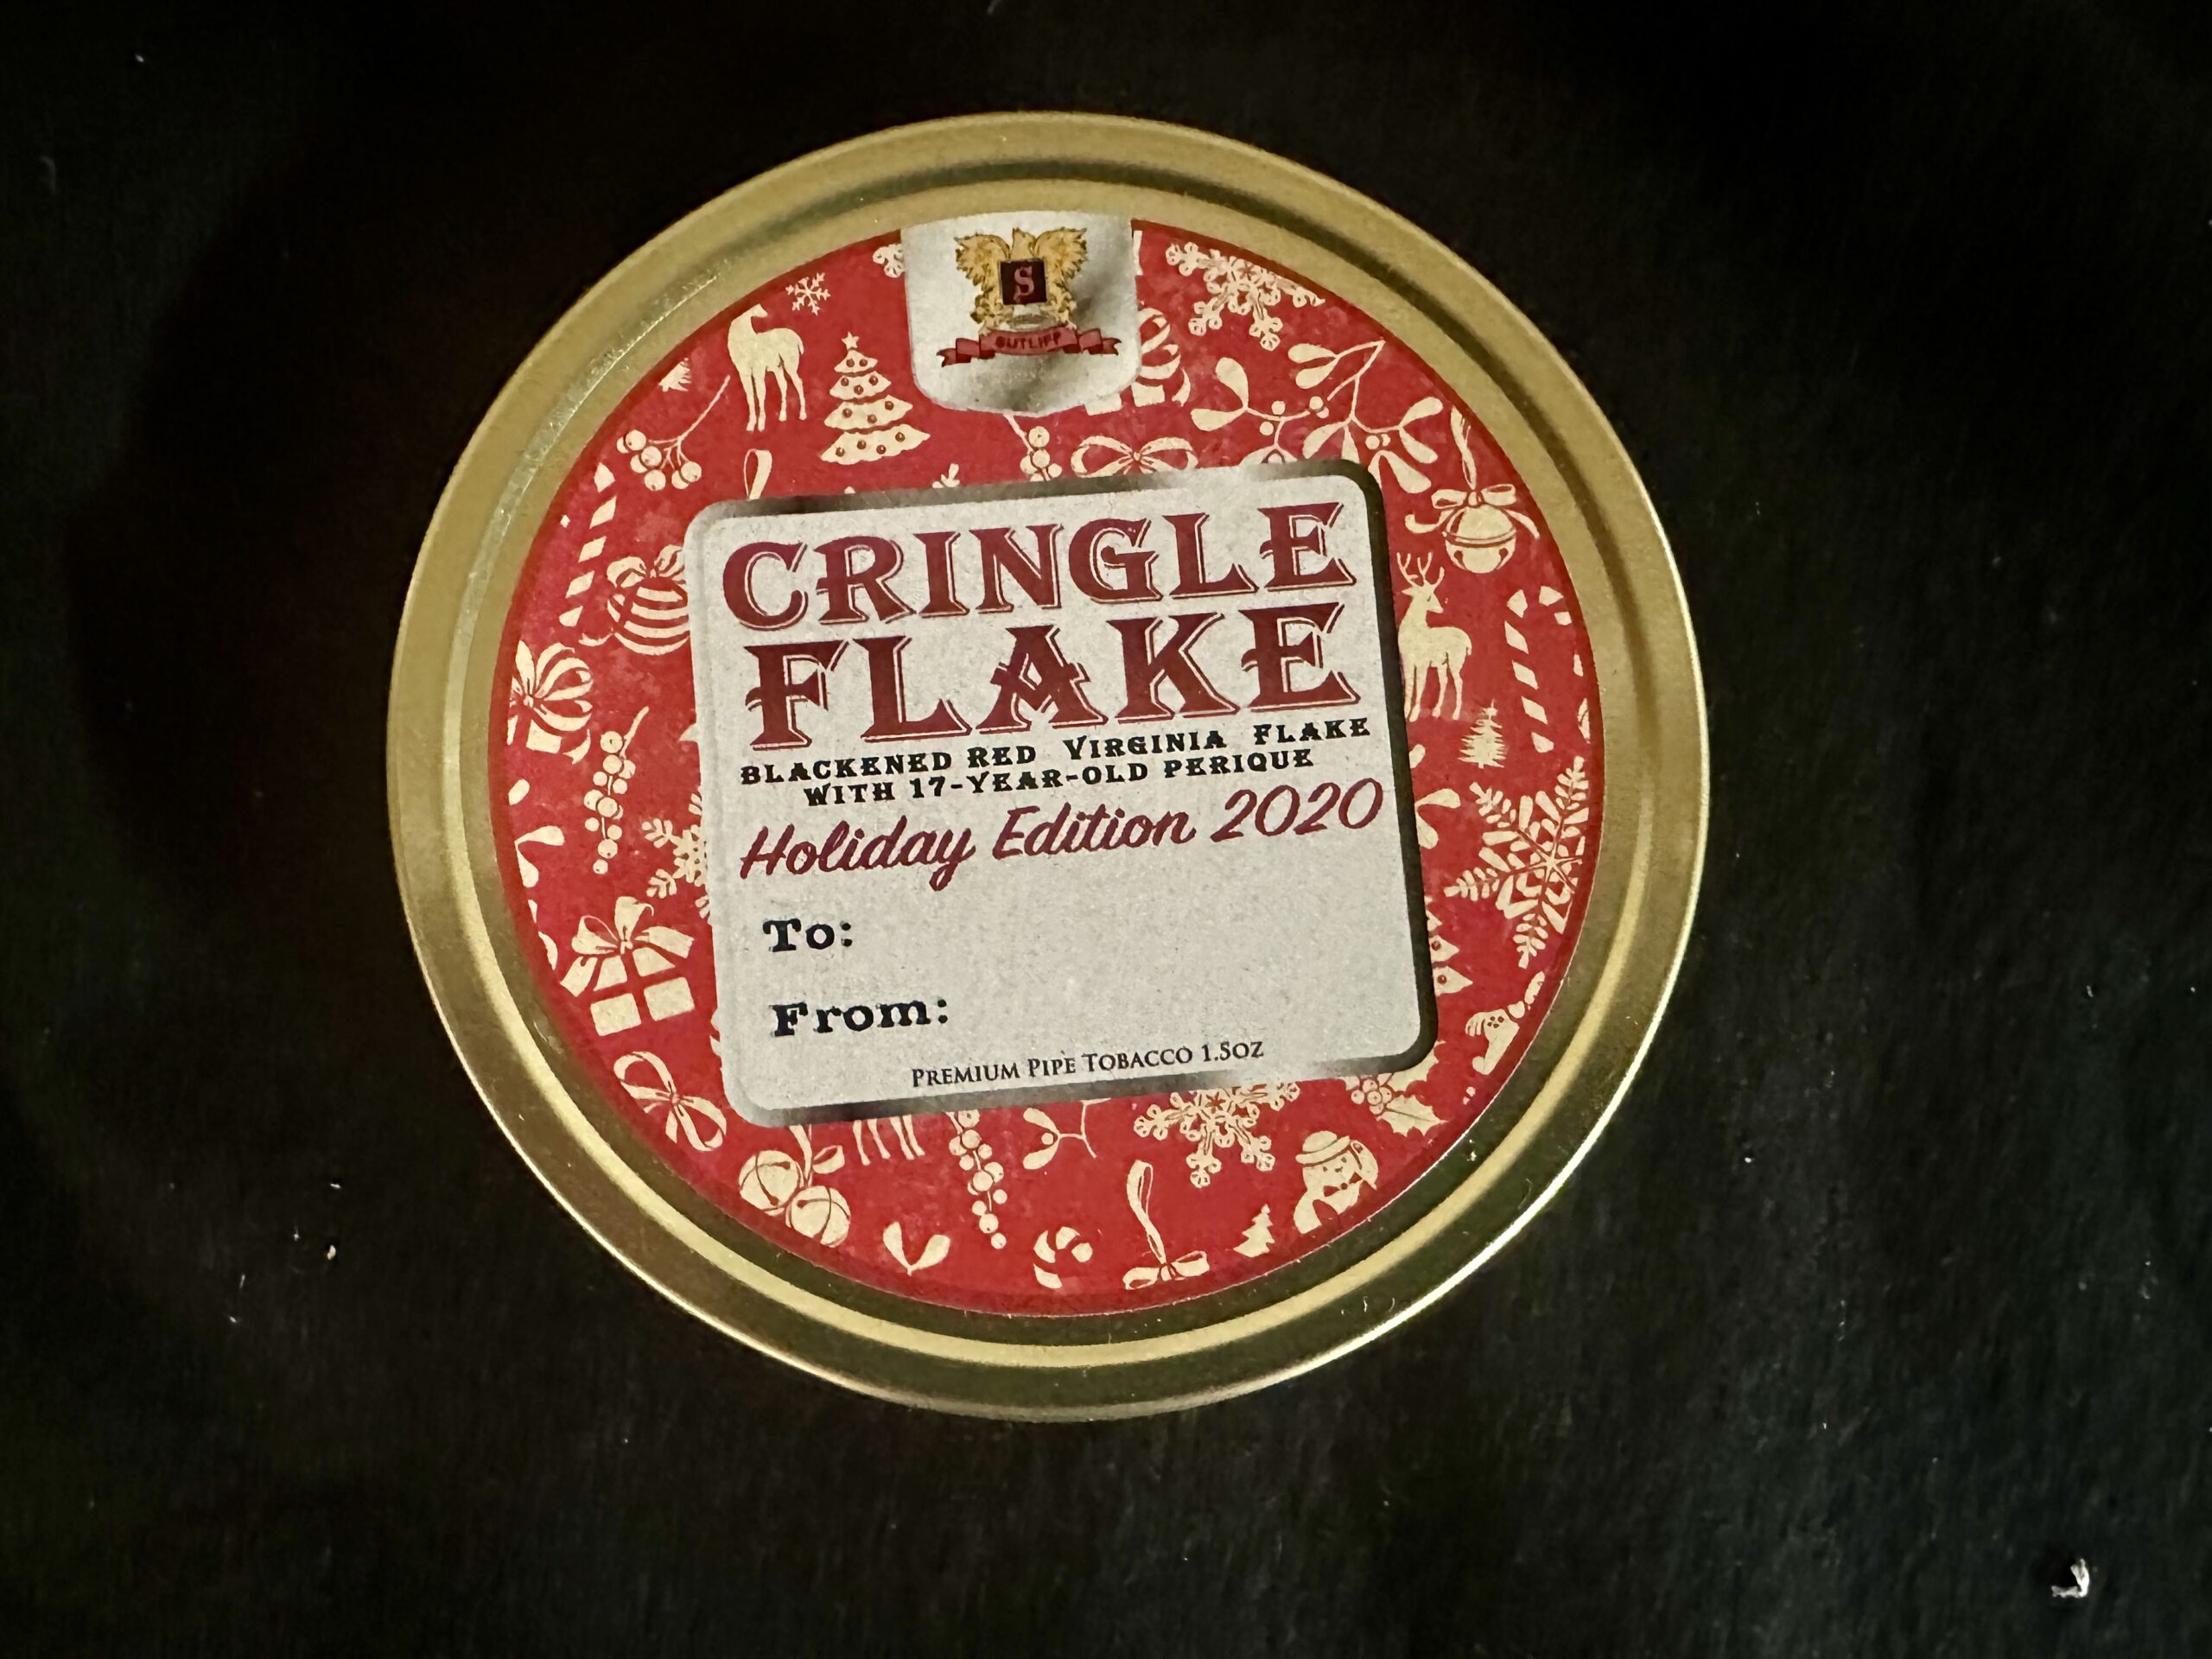 S
SUTLIFF
CRINGLE
FLAKE
BLACKENED RED VIRGINIA FLAKE
WITH 17-YEAR-OLD PERIQUE
Holiday Edition 2020
To:
From:
PREMIUM PIPE TOBACCO 1.5OZ